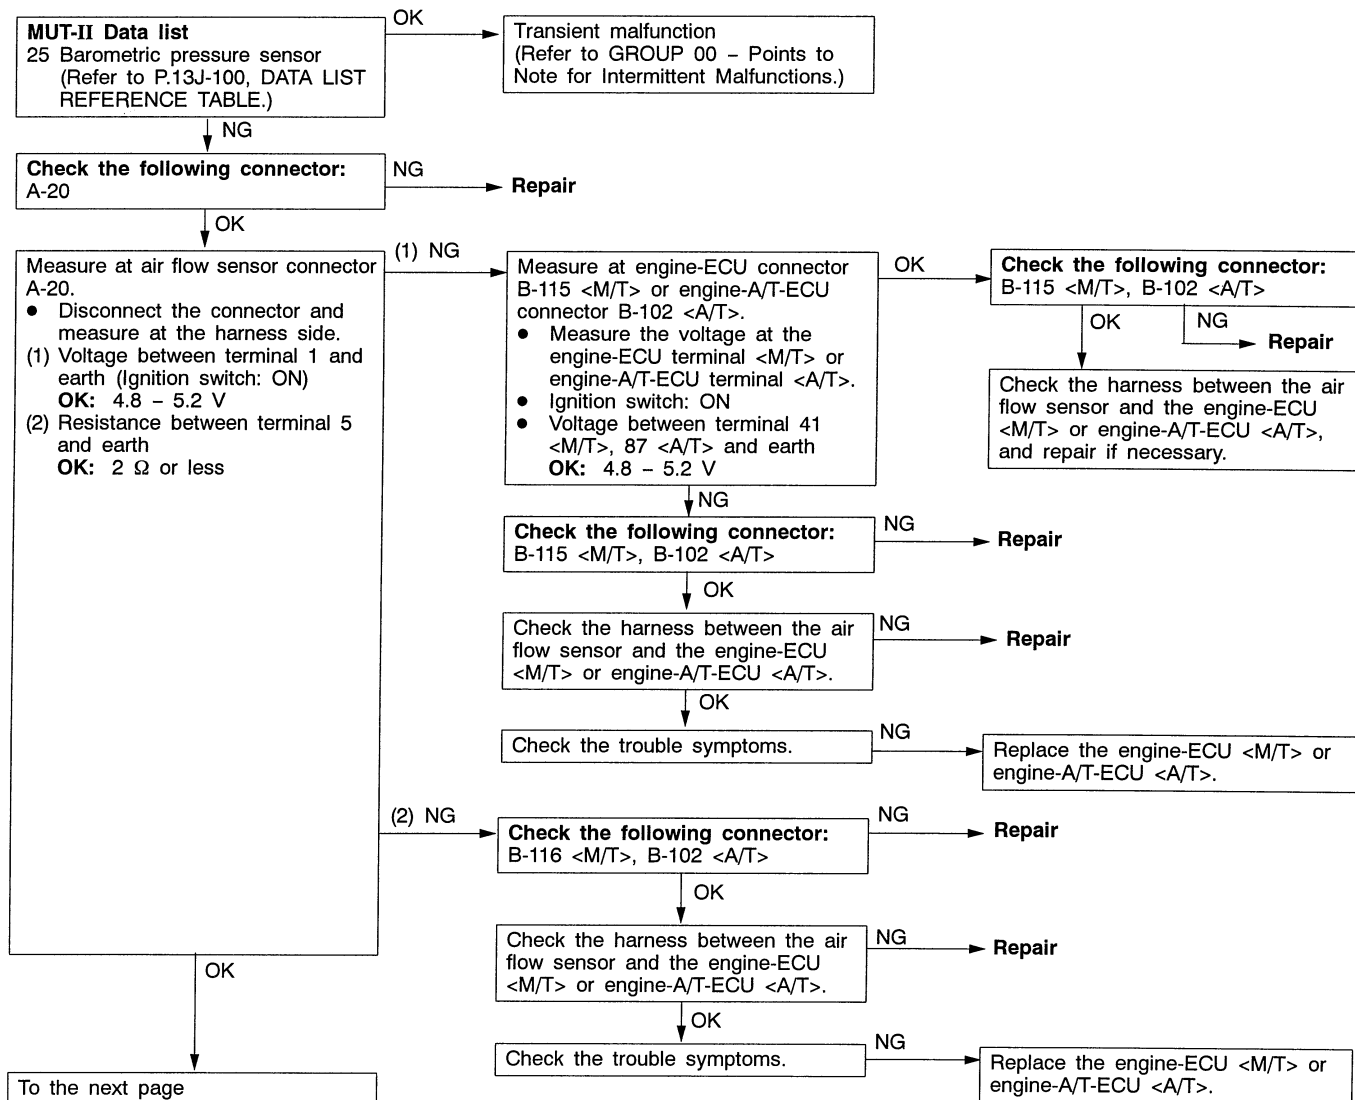 MUT-II Data list
25 Barometric pressure sensor
(Refer to P.13J-100, DATA LIST
REFERENCE TABLE.)
OK
Transient malfunction
(Refer to GROUP 00 – Points to
Note for Intermittent Malfunctions.)
NG
Check the following connector:
A-20
NG
Repair
OK
Measure at air flow sensor connector
A-20.
● Disconnect the connector and
measure at the harness side.
(1) Voltage between terminal 1 and
earth (Ignition switch: ON)
OK: 4.8 – 5.2 V
(2) Resistance between terminal 5
and earth
OK: 2 Ω or less
(1) NG
Measure at engine-ECU connector
B-115 <M/T> or engine-A/T-ECU
connector B-102 <A/T>.
● Measure the voltage at the
engine-ECU terminal <M/T> or
engine-A/T-ECU terminal <A/T>.
● Ignition switch: ON
● Voltage between terminal 41
<M/T>, 87 <A/T> and earth
OK: 4.8 – 5.2 V
OK
Check the following connector:
B-115 <M/T>, B-102 <A/T>
OK
NG
Repair
Check the harness between the air
flow sensor and the engine-ECU
<M/T> or engine-A/T-ECU <A/T>,
and repair if necessary.
NG
Check the following connector:
B-115 <M/T>, B-102 <A/T>
NG
Repair
OK
Check the harness between the air
flow sensor and the engine-ECU
<M/T> or engine-A/T-ECU <A/T>.
NG
Repair
OK
Check the trouble symptoms.
NG
Replace the engine-ECU <M/T> or
engine-A/T-ECU <A/T>.
(2) NG
Check the following connector:
B-116 <M/T>, B-102 <A/T>
NG
Repair
OK
Check the harness between the air
flow sensor and the engine-ECU
<M/T> or engine-A/T-ECU <A/T>.
NG
Repair
OK
Check the trouble symptoms.
NG
Replace the engine-ECU <M/T> or
engine-A/T-ECU <A/T>.
OK
To the next page